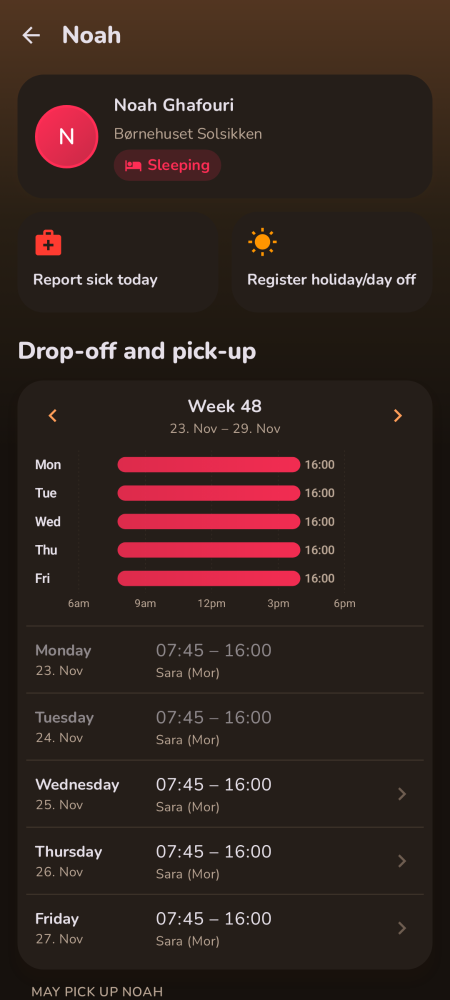 Noah
N
Noah Ghafouri
Børnehuset Solsikken
Sleeping
Report sick today
Register holiday/day off
Drop-off and pick-up
Week 48
23. Nov – 29. Nov
Mon 16:00
Tue 16:00
Wed 16:00
Thu 16:00
Fri 16:00
6am 9am 12pm 3pm 6pm
Monday 07:45 – 16:00
23. Nov Sara (Mor)
Tuesday 07:45 – 16:00
24. Nov Sara (Mor)
Wednesday 07:45 – 16:00
25. Nov Sara (Mor)
Thursday 07:45 – 16:00
26. Nov Sara (Mor)
Friday 07:45 – 16:00
27. Nov Sara (Mor)
MAY PICK UP NOAH